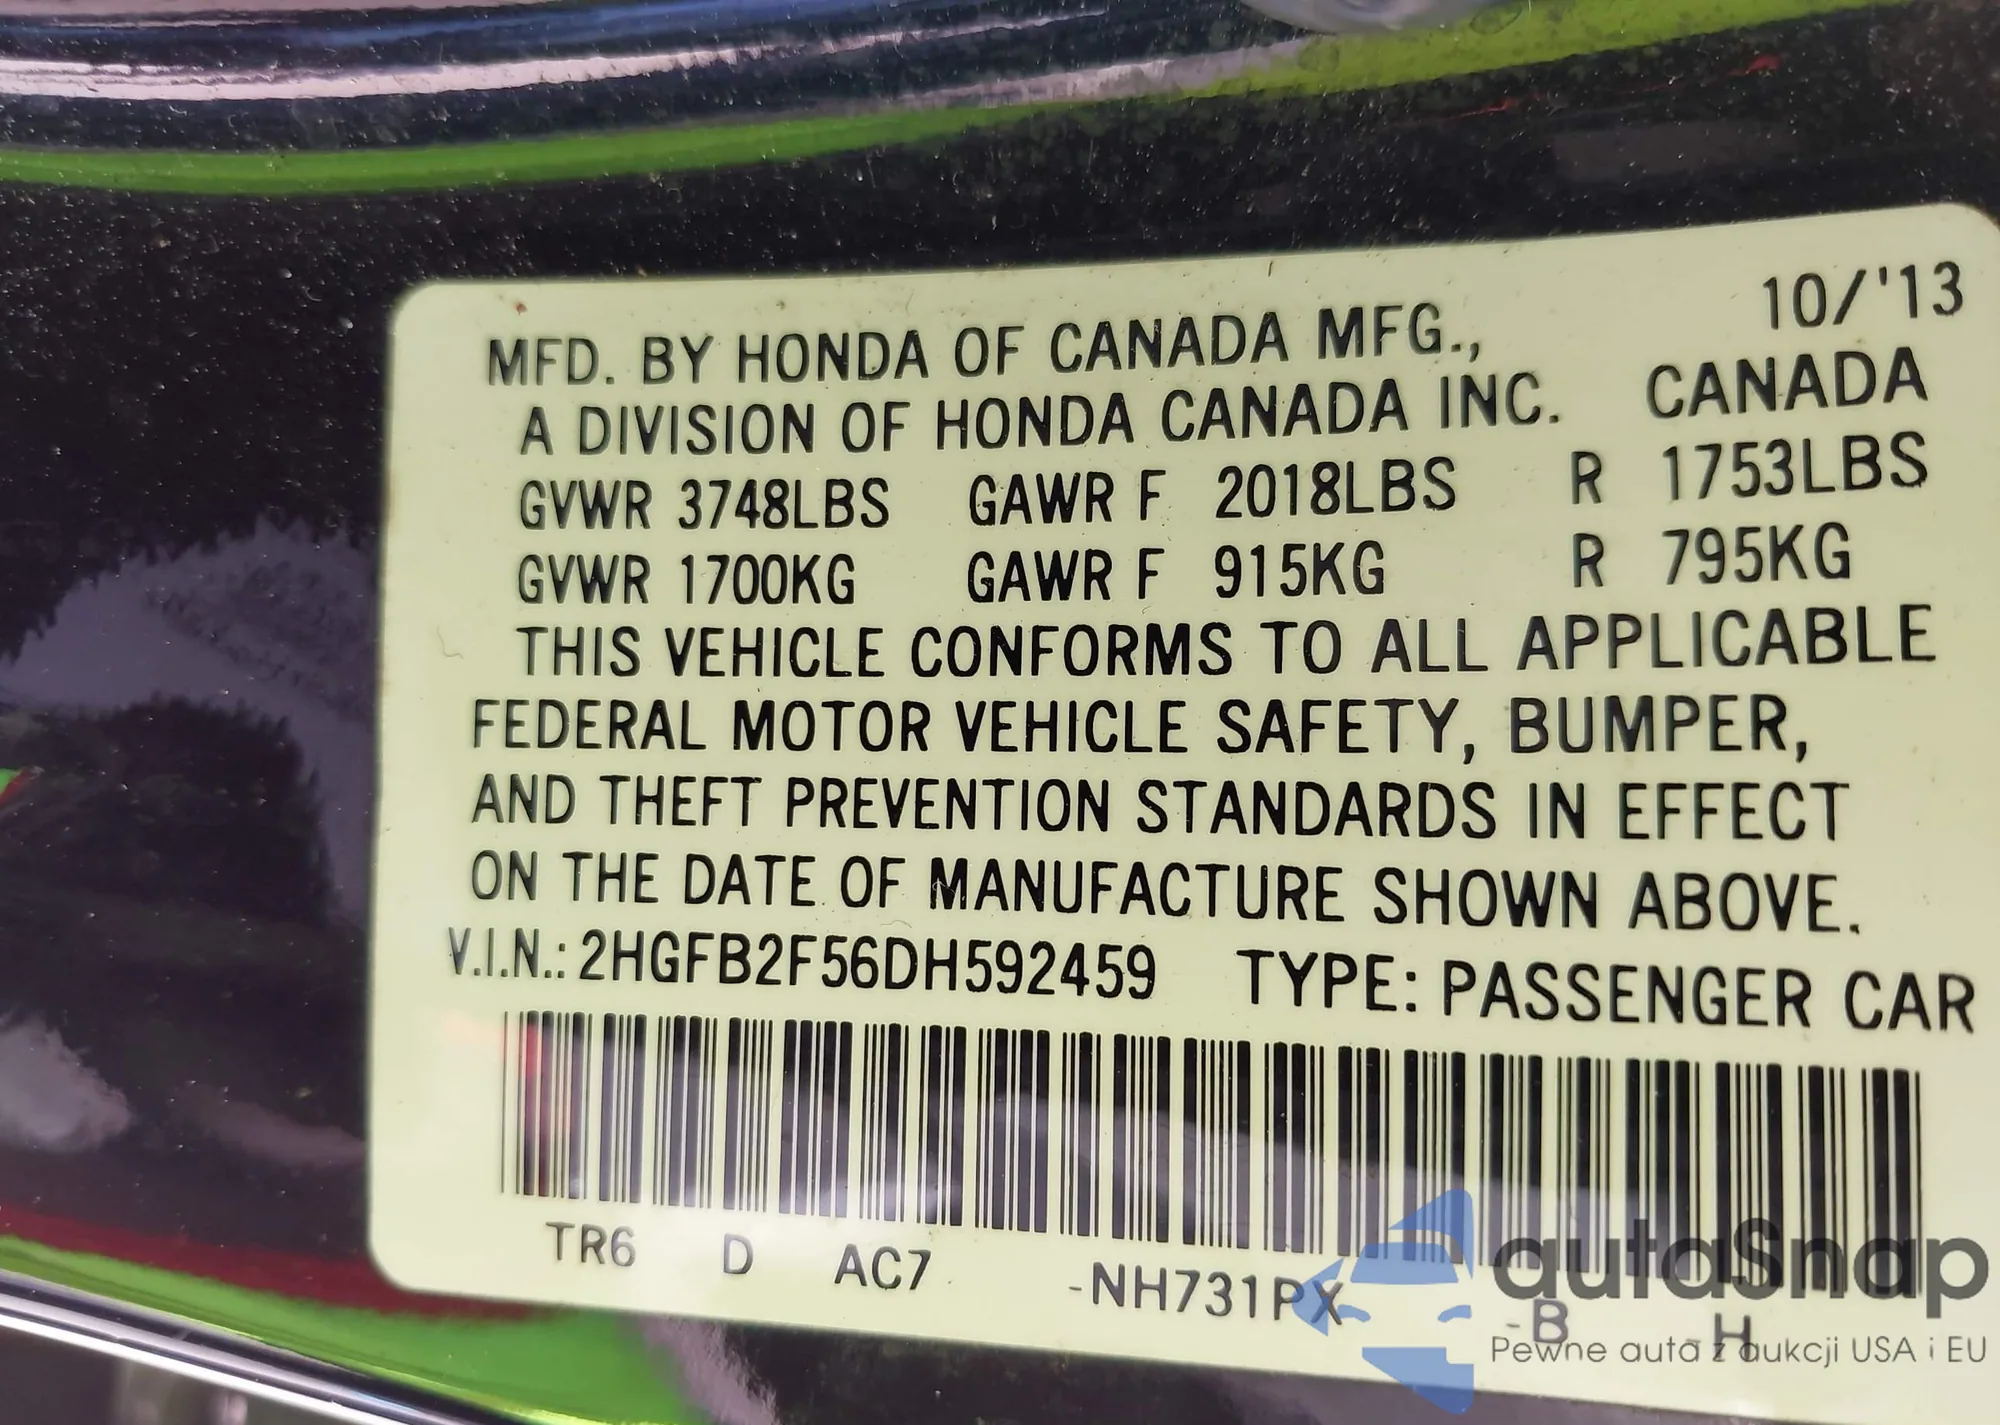 10/'13
MFD. BY HONDA OF CANADA MFG.,
A DIVISION OF HONDA CANADA INC. CANADA
GVWR 3748LBS GAWR F 2018LBS R 1753LBS
GVWR 1700KG GAWR F 915KG R 795KG
THIS VEHICLE CONFORMS TO ALL APPLICABLE
FEDERAL MOTOR VEHICLE SAFETY, BUMPER,
AND THEFT PREVENTION STANDARDS IN EFFECT
ON THE DATE OF MANUFACTURE SHOWN ABOVE.
V.I.N.: 2HGFB2F56DH592459 TYPE: PASSENGER CAR
TR6 D AC7 -NH731PX -B -H
autaSnap
Pewne auta z aukcji USA i EU